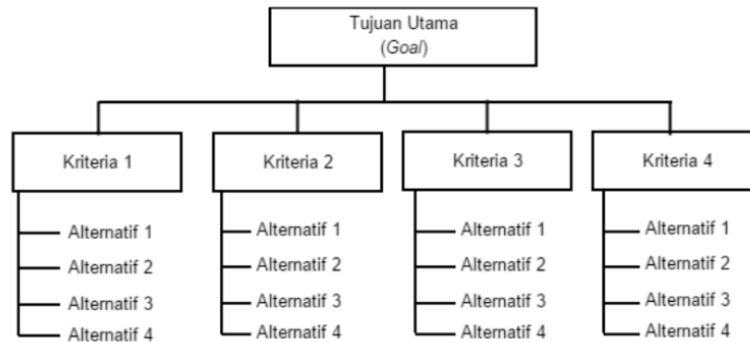 Tujuan Utama
(Goal)
Kriteria 1
Kriteria 2
Kriteria 3
Kriteria 4
Alternatif 1
Alternatif 2
Alternatif 3
Alternatif 4
Alternatif 1
Alternatif 2
Alternatif 3
Alternatif 4
Alternatif 1
Alternatif 2
Alternatif 3
Alternatif 4
Alternatif 1
Alternatif 2
Alternatif 3
Alternatif 4